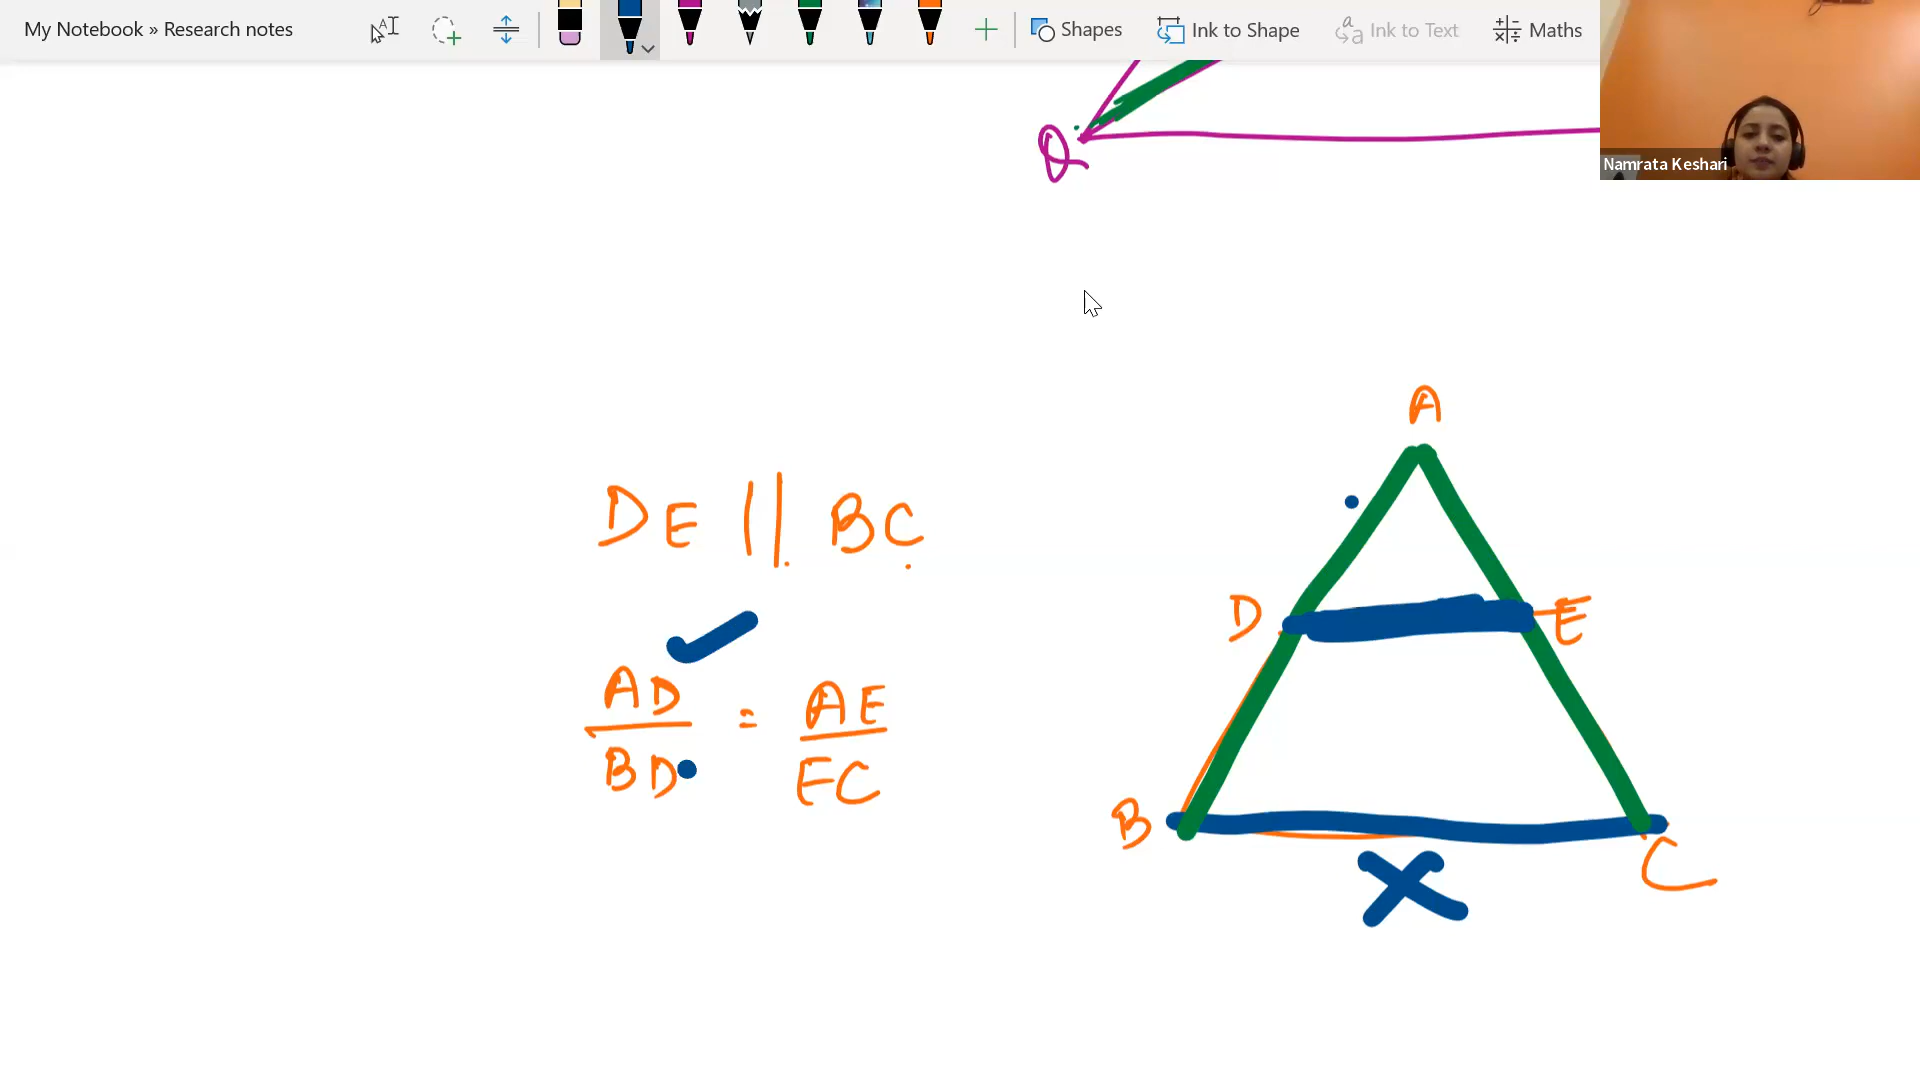 My Notebook » Research notes
Shapes
Ink to Shape
Ink to Text
Maths
Namrata Keshari
Q
A
DE || BC
D E
AD/BD = AE/EC
B C